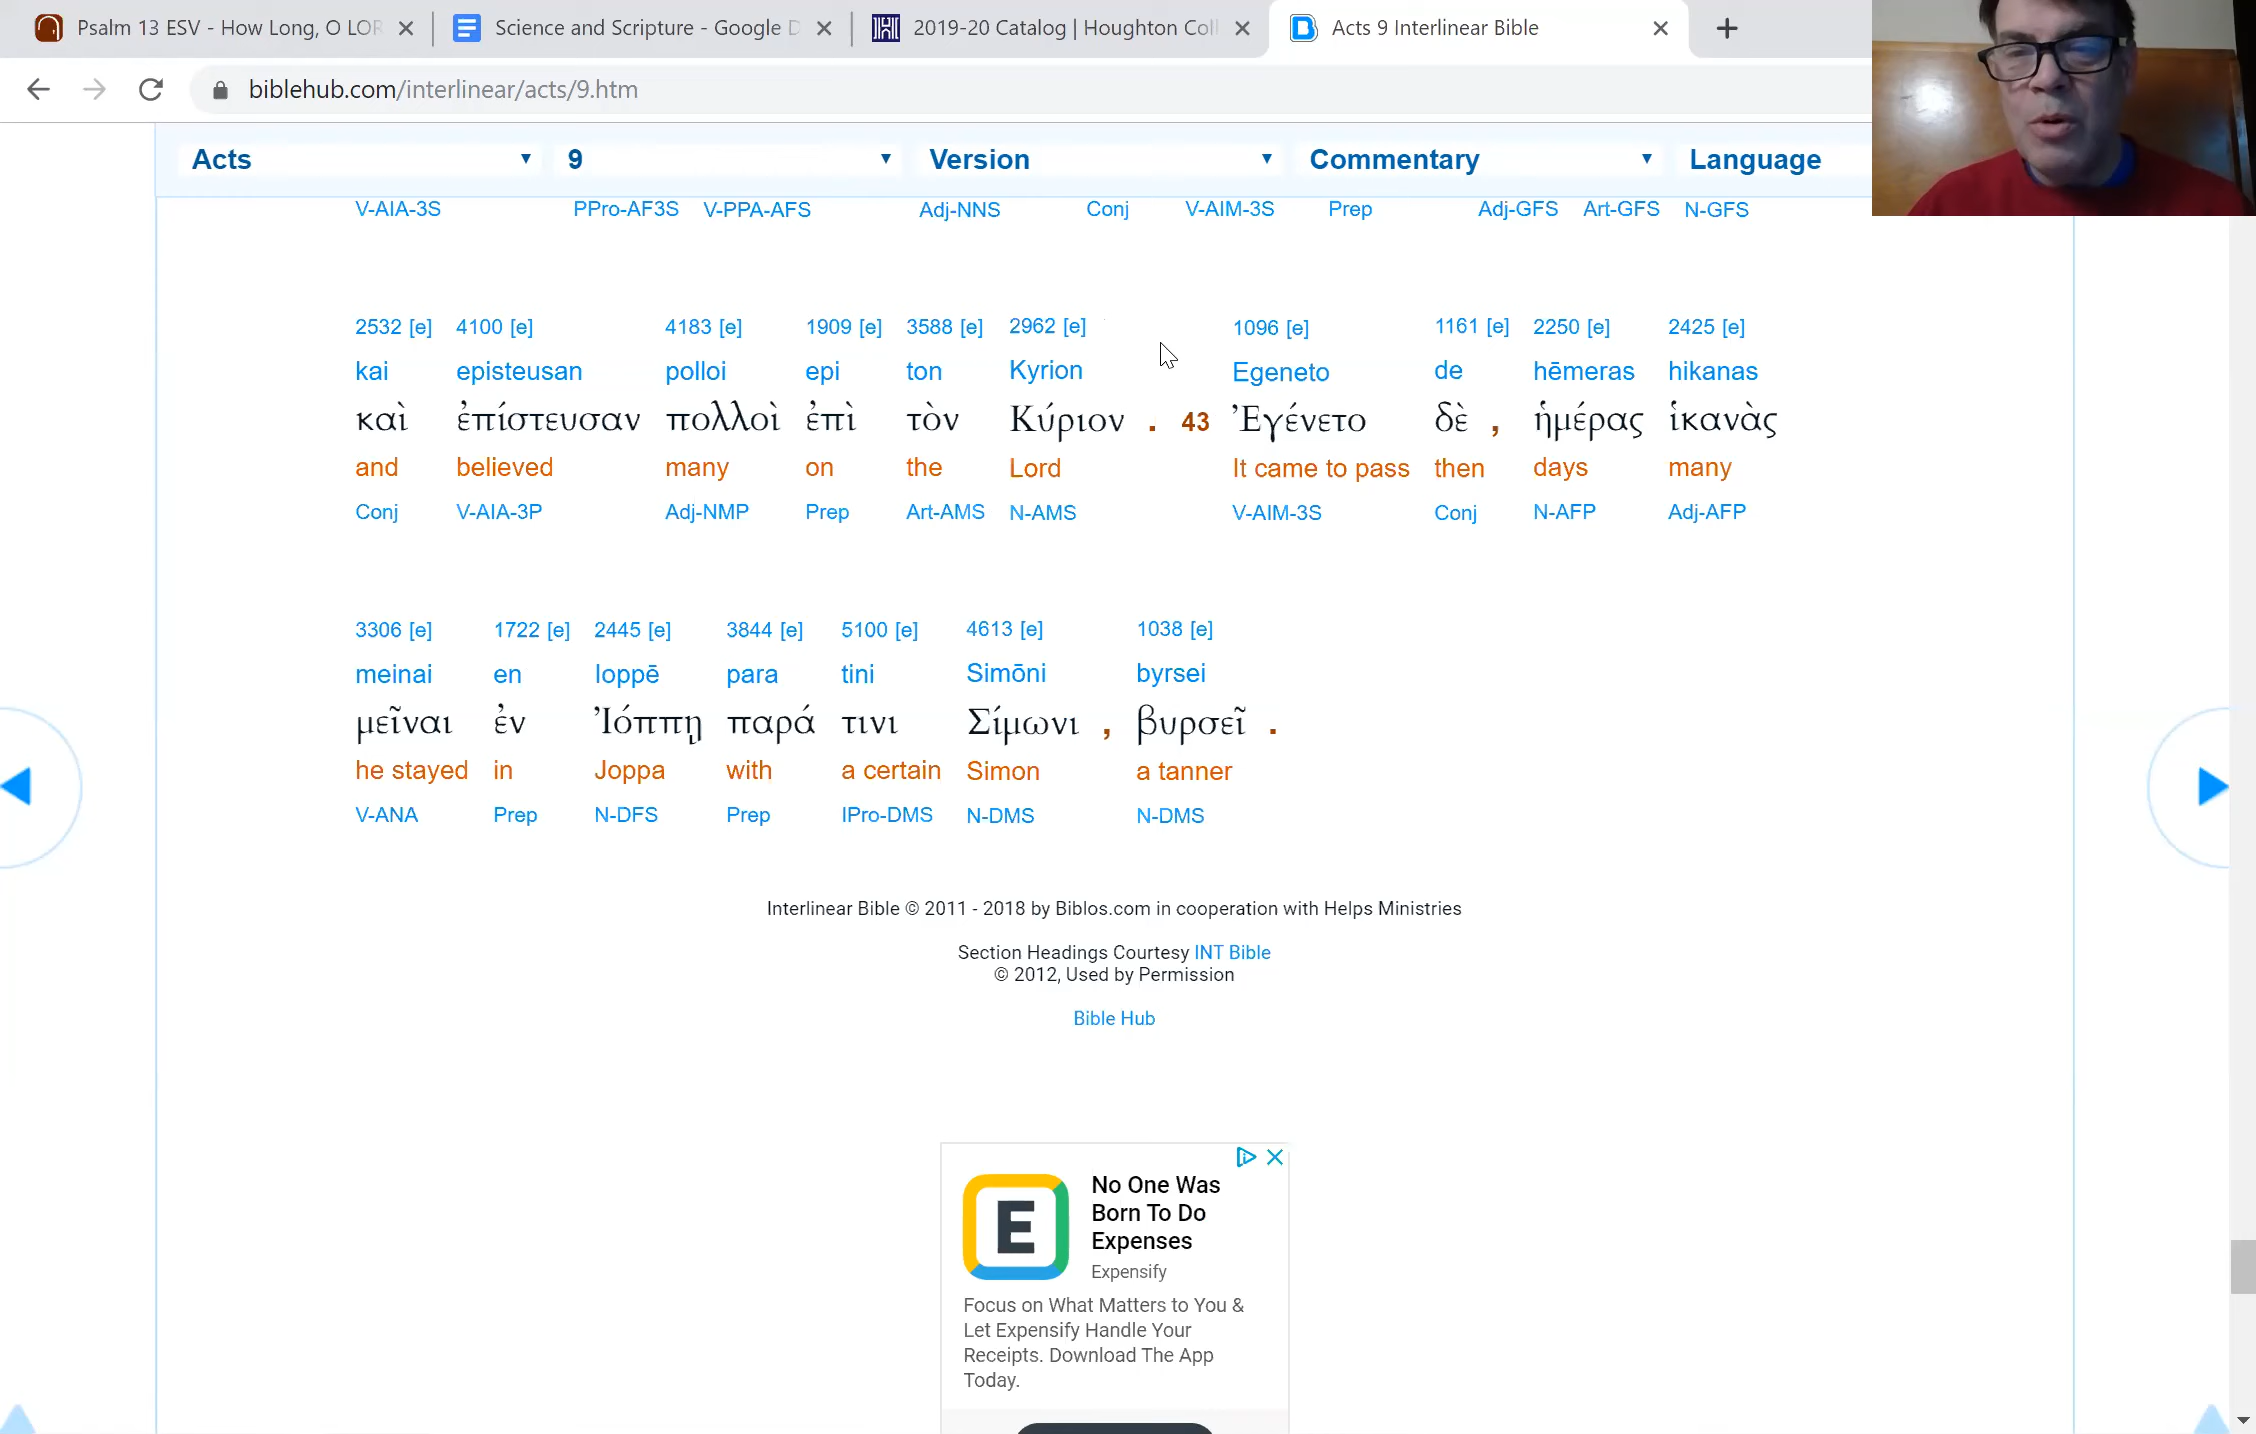 Psalm 13 ESV - How Long, O LOR
Science and Scripture - Google D
2019-20 Catalog | Houghton Coll
Acts 9 Interlinear Bible
biblehub.com/interlinear/acts/9.htm
Acts 9 Version Commentary Language
V-AIA-3S PPro-AF3S V-PPA-AFS Adj-NNS Conj V-AIM-3S Prep Adj-GFS Art-GFS N-GFS
2532 [e] 4100 [e] 4183 [e] 1909 [e] 3588 [e] 2962 [e] 1096 [e] 1161 [e] 2250 [e] 2425 [e]
kai episteusan polloi epi ton Kyrion Egeneto de hēmeras hikanas
καὶ ἐπίστευσαν πολλοὶ ἐπὶ τὸν Κύριον . 43 Ἐγένετο δὲ , ἡμέρας ἱκανὰς
and believed many on the Lord It came to pass then days many
Conj V-AIA-3P Adj-NMP Prep Art-AMS N-AMS V-AIM-3S Conj N-AFP Adj-AFP
3306 [e] 1722 [e] 2445 [e] 3844 [e] 5100 [e] 4613 [e] 1038 [e]
meinai en Ioppē para tini Simōni byrsei
μεῖναι ἐν Ἰόππῃ παρά τινι Σίμωνι , βυρσεῖ .
he stayed in Joppa with a certain Simon a tanner
V-ANA Prep N-DFS Prep IPro-DMS N-DMS N-DMS
Interlinear Bible © 2011 - 2018 by Biblos.com in cooperation with Helps Ministries
Section Headings Courtesy INT Bible
© 2012, Used by Permission
Bible Hub
No One Was
Born To Do
Expenses
Expensify
E
Focus on What Matters to You &
Let Expensify Handle Your
Receipts. Download The App
Today.